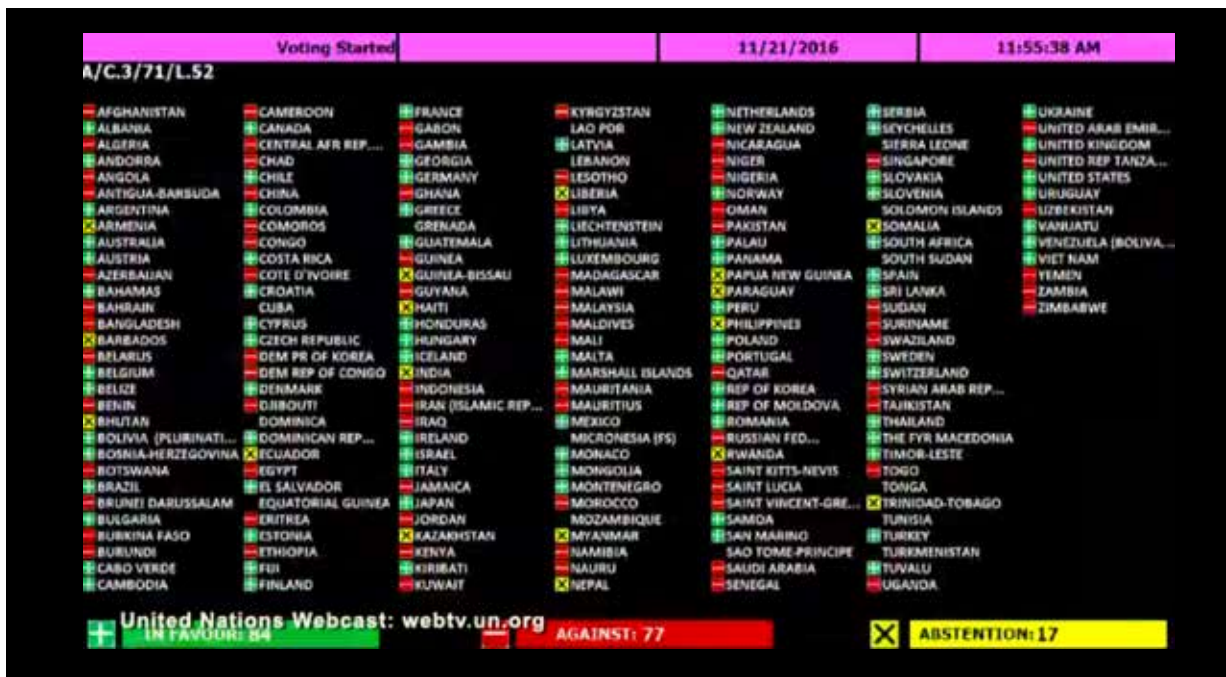 Voting Started 11/21/2016 11:55:38 AM
A/C.3/71/L.52
AFGHANISTAN
ALBANIA
ALGERIA
ANDORRA
ANGOLA
ANTIGUA-BARBUDA
ARGENTINA
ARMENIA
AUSTRALIA
AUSTRIA
AZERBAIJAN
BAHAMAS
BAHRAIN
BANGLADESH
BARBADOS
BELARUS
BELGIUM
BELIZE
BENIN
BHUTAN
BOLIVIA (PLURINATI...
BOSNIA-HERZEGOVINA
BOTSWANA
BRAZIL
BRUNEI DARUSSALAM
BULGARIA
BURKINA FASO
BURUNDI
CABO VERDE
CAMBODIA
CAMEROON
CANADA
CENTRAL AFR REP....
CHAD
CHILE
CHINA
COLOMBIA
COMOROS
CONGO
COSTA RICA
COTE D'IVOIRE
CROATIA
CUBA
CYPRUS
CZECH REPUBLIC
DEM PR OF KOREA
DEM REP OF CONGO
DENMARK
DJIBOUTI
DOMINICA
DOMINICAN REP...
ECUADOR
EGYPT
EL SALVADOR
EQUATORIAL GUINEA
ERITREA
ESTONIA
ETHIOPIA
FIJI
FINLAND
FRANCE
GABON
GAMBIA
GEORGIA
GERMANY
GHANA
GREECE
GRENADA
GUATEMALA
GUINEA
GUINEA-BISSAU
GUYANA
HAITI
HONDURAS
HUNGARY
ICELAND
INDIA
INDONESIA
IRAN (ISLAMIC REP...
IRAQ
IRELAND
ISRAEL
ITALY
JAMAICA
JAPAN
JORDAN
KAZAKHSTAN
KENYA
KIRIBATI
KUWAIT
KYRGYZSTAN
LAO PDR
LATVIA
LEBANON
LESOTHO
LIBERIA
LIBYA
LIECHTENSTEIN
LITHUANIA
LUXEMBOURG
MADAGASCAR
MALAWI
MALAYSIA
MALDIVES
MALI
MALTA
MARSHALL ISLANDS
MAURITANIA
MAURITIUS
MEXICO
MICRONESIA (FS)
MONACO
MONGOLIA
MONTENEGRO
MOROCCO
MOZAMBIQUE
MYANMAR
NAMIBIA
NAURU
NEPAL
NETHERLANDS
NEW ZEALAND
NICARAGUA
NIGER
NIGERIA
NORWAY
OMAN
PAKISTAN
PALAU
PANAMA
PAPUA NEW GUINEA
PARAGUAY
PERU
PHILIPPINES
POLAND
PORTUGAL
QATAR
REP OF KOREA
REP OF MOLDOVA
ROMANIA
RUSSIAN FED...
RWANDA
SAINT KITTS-NEVIS
SAINT LUCIA
SAINT VINCENT-GRE...
SAMOA
SAN MARINO
SAO TOME-PRINCIPE
SAUDI ARABIA
SENEGAL
SERBIA
SEYCHELLES
SIERRA LEONE
SINGAPORE
SLOVAKIA
SLOVENIA
SOLOMON ISLANDS
SOMALIA
SOUTH AFRICA
SOUTH SUDAN
SPAIN
SRI LANKA
SUDAN
SURINAME
SWAZILAND
SWEDEN
SWITZERLAND
SYRIAN ARAB REP...
TAJIKISTAN
THAILAND
THE FYR MACEDONIA
TIMOR-LESTE
TOGO
TONGA
TRINIDAD-TOBAGO
TUNISIA
TURKEY
TURKMENISTAN
TUVALU
UGANDA
UKRAINE
UNITED ARAB EMIR...
UNITED KINGDOM
UNITED REP TANZA...
UNITED STATES
URUGUAY
UZBEKISTAN
VANUATU
VENEZUELA (BOLIVA...
VIET NAM
YEMEN
ZAMBIA
ZIMBABWE
United Nations Webcast: webtv.un.org
IN FAVOUR: 84 AGAINST: 77 ABSTENTION: 17